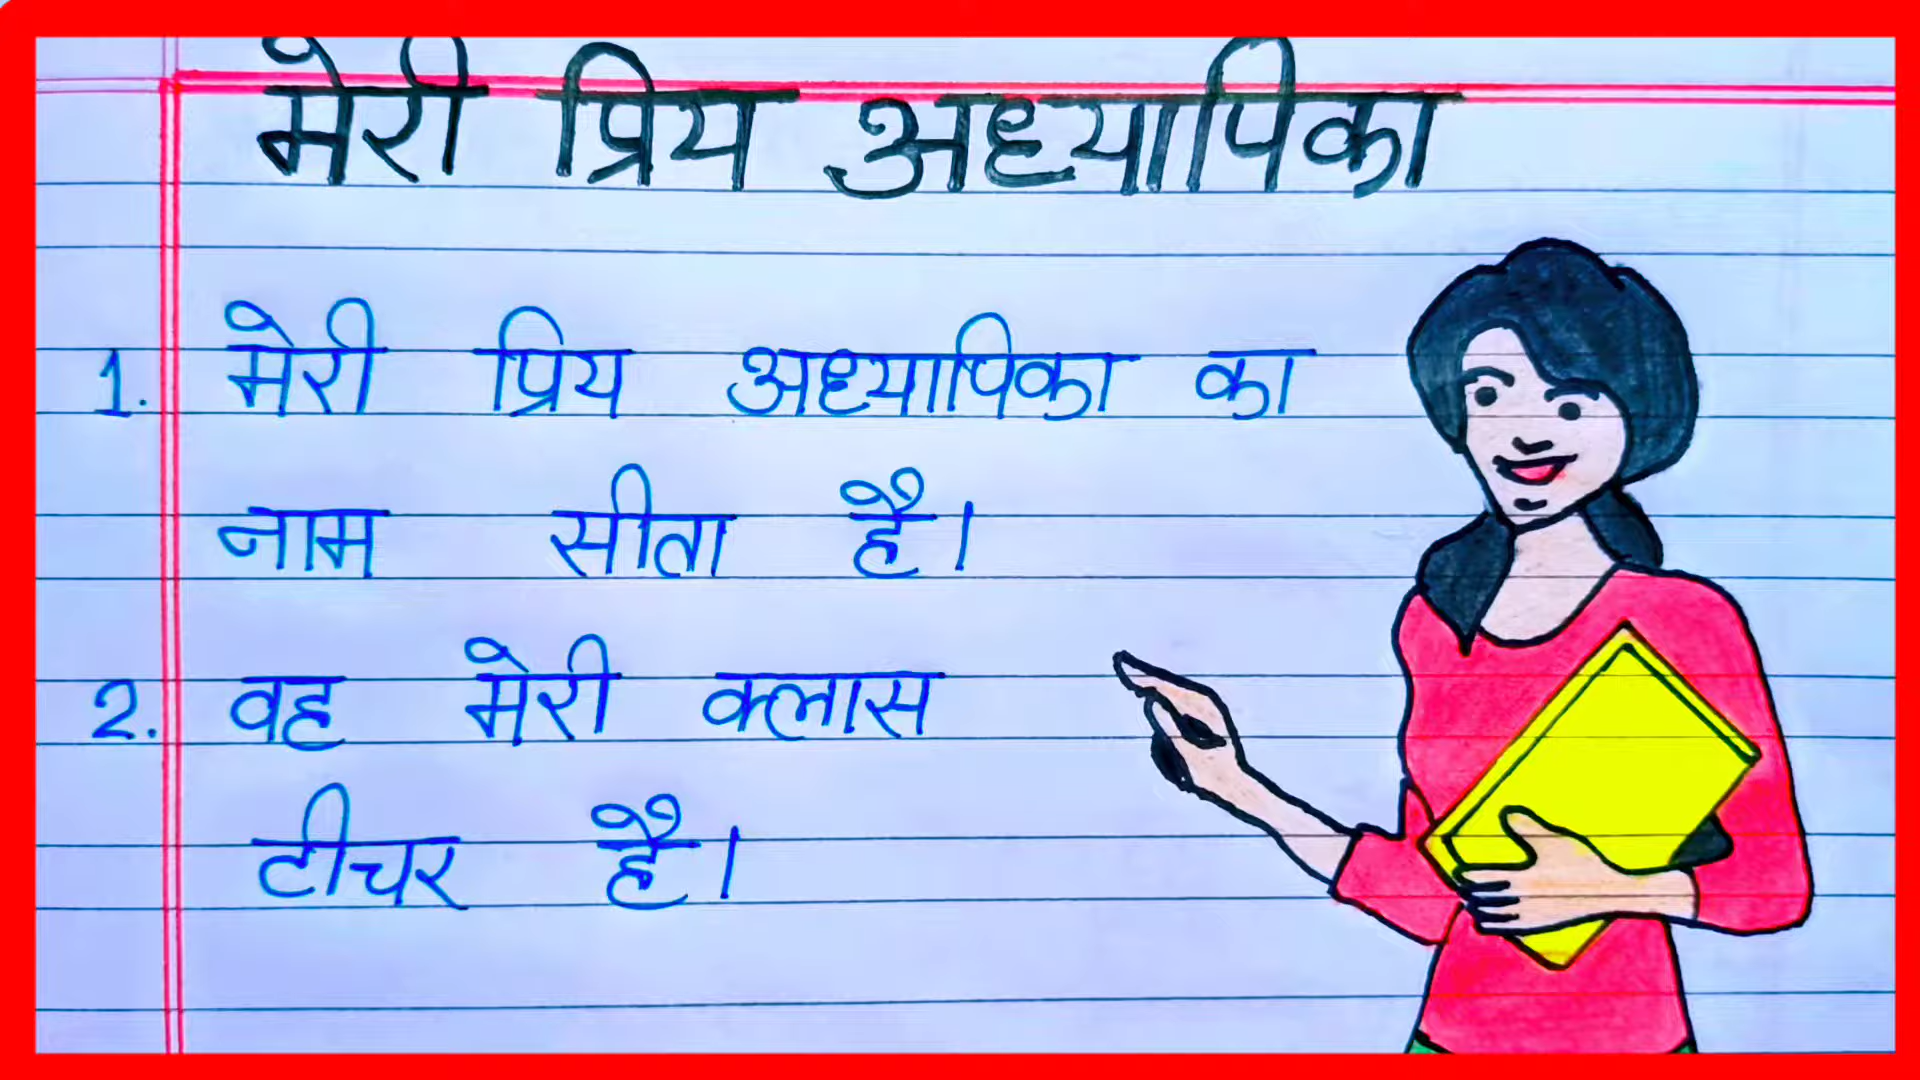 मेरी प्रिय अध्यापिका
1. मेरी प्रिय अध्यापिका का
नाम सीता है।
2. वह मेरी क्लास
टीचर है।